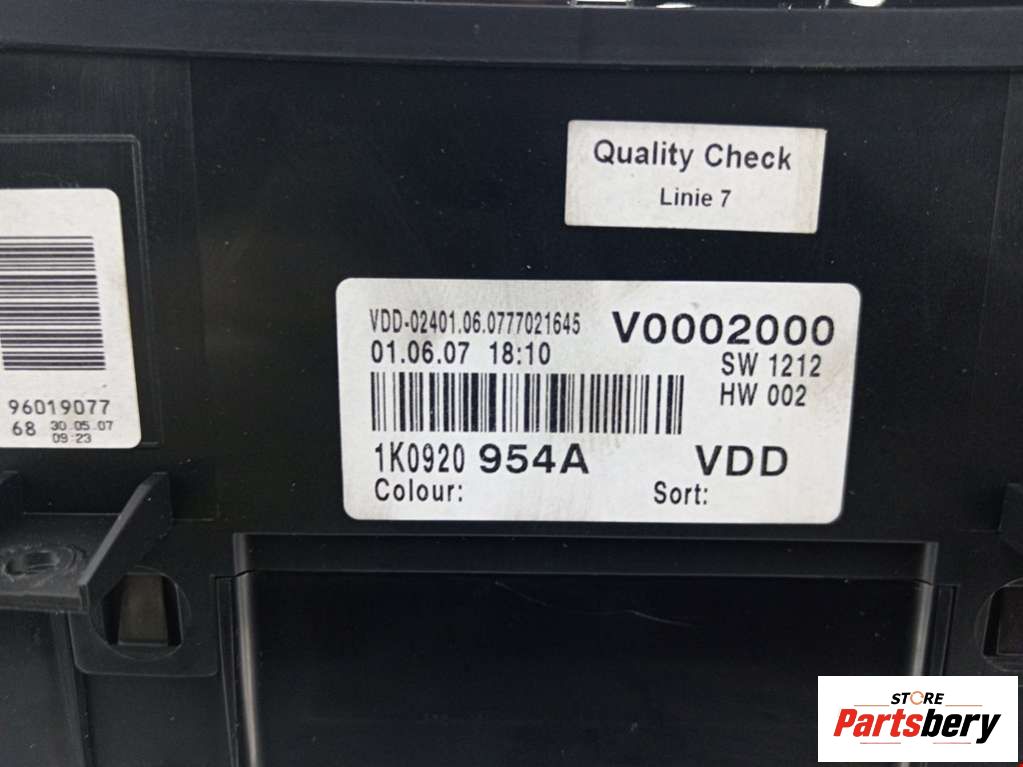 Quality Check
Linie 7
VDD-02401.06.0777021645 V0002000
01.06.07 18:10 SW 1212
HW 002
1K0920 954A VDD
Colour: Sort:
96019077
68 30.05.07
09:23
STORE
Partsbery